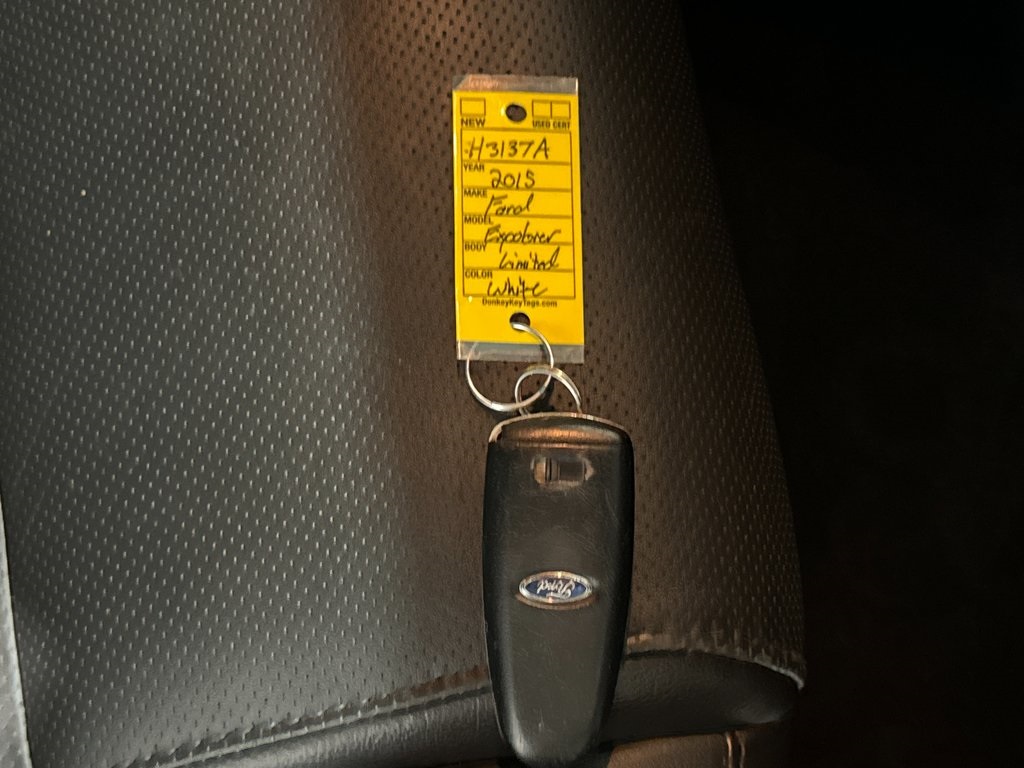 NEW USED CERT
H3137A
YEAR 2015
MAKE Ford
MODEL Explorer
BODY Limited
COLOR White
DonkeyKeyTags.com
Ford